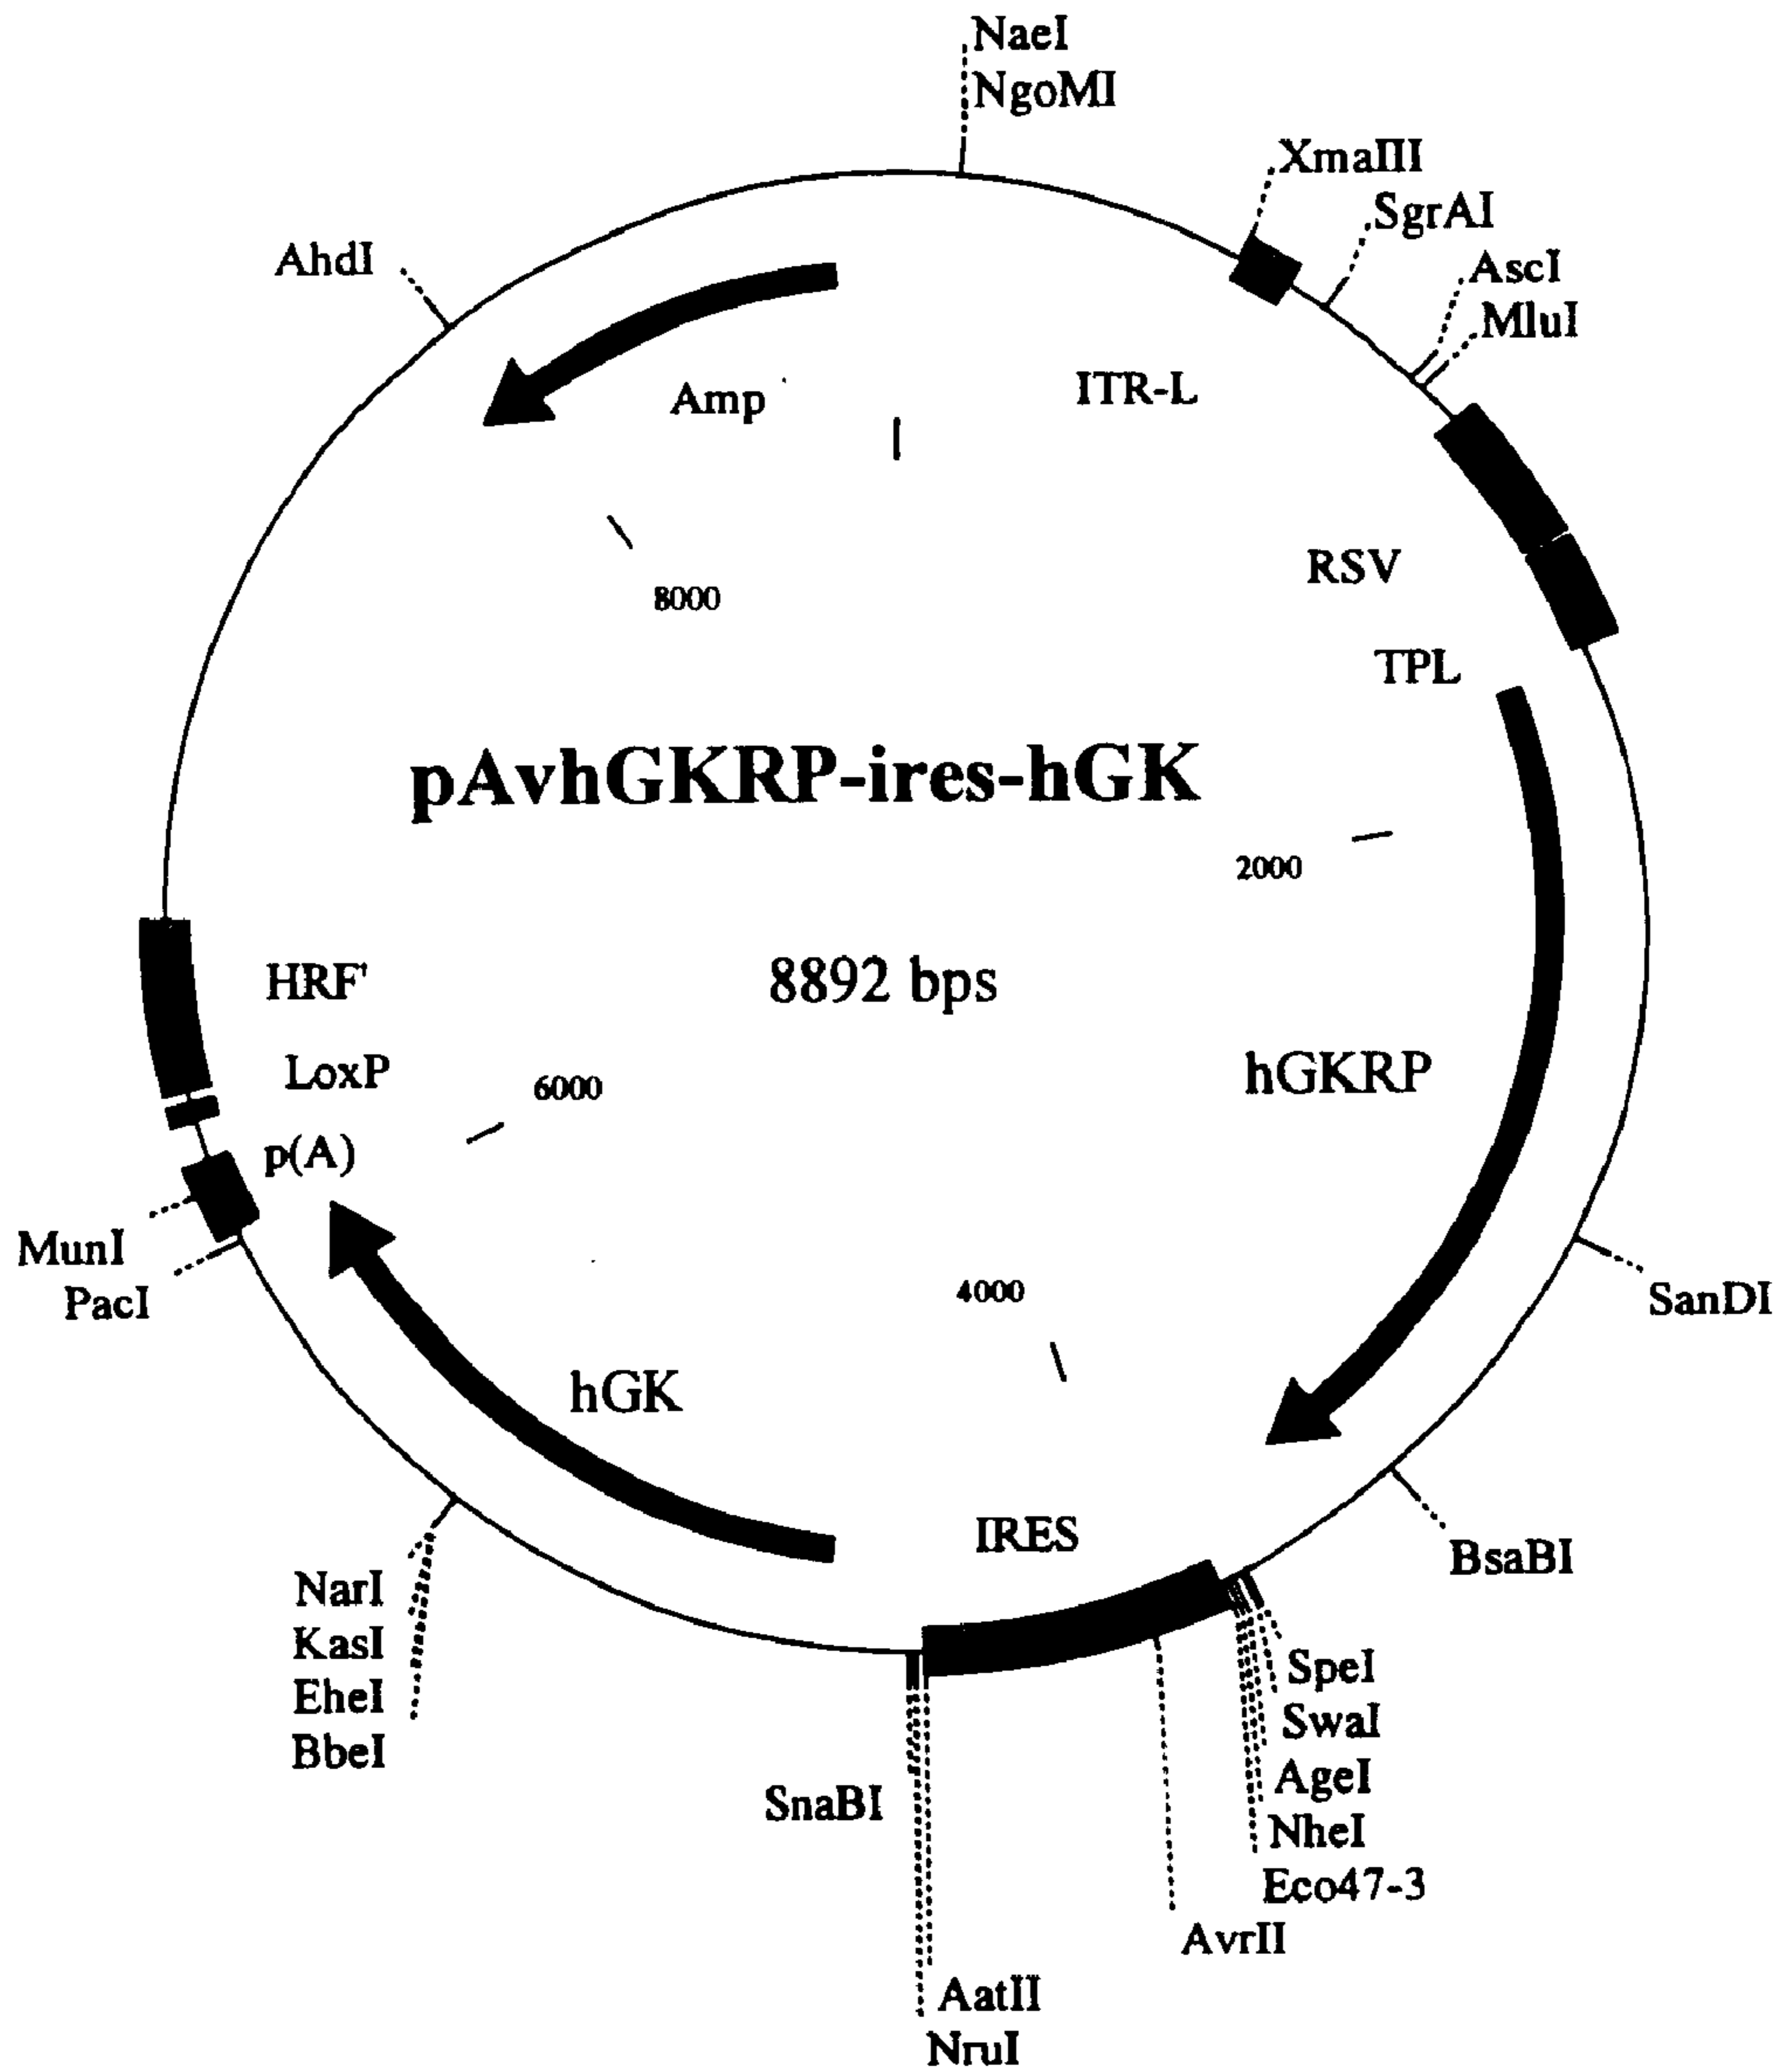 NaeI
NgoMI
XmaIII
SgrAI
AscI
MluI
AhdI
Amp
ITR-L
RSV
8000
TPL
pAvhGKRP-ires-hGK
2000
8892 bps
HRF'
LoxP
6000
hGKRP
p(A)
MunI
PacI
4000
SanDI
hGK
IRES
BsaBI
NarI
KasI
EheI
BbeI
SpeI
SwaI
AgeI
NheI
Eco47-3
SnaBI
AvrII
AatII
NruI